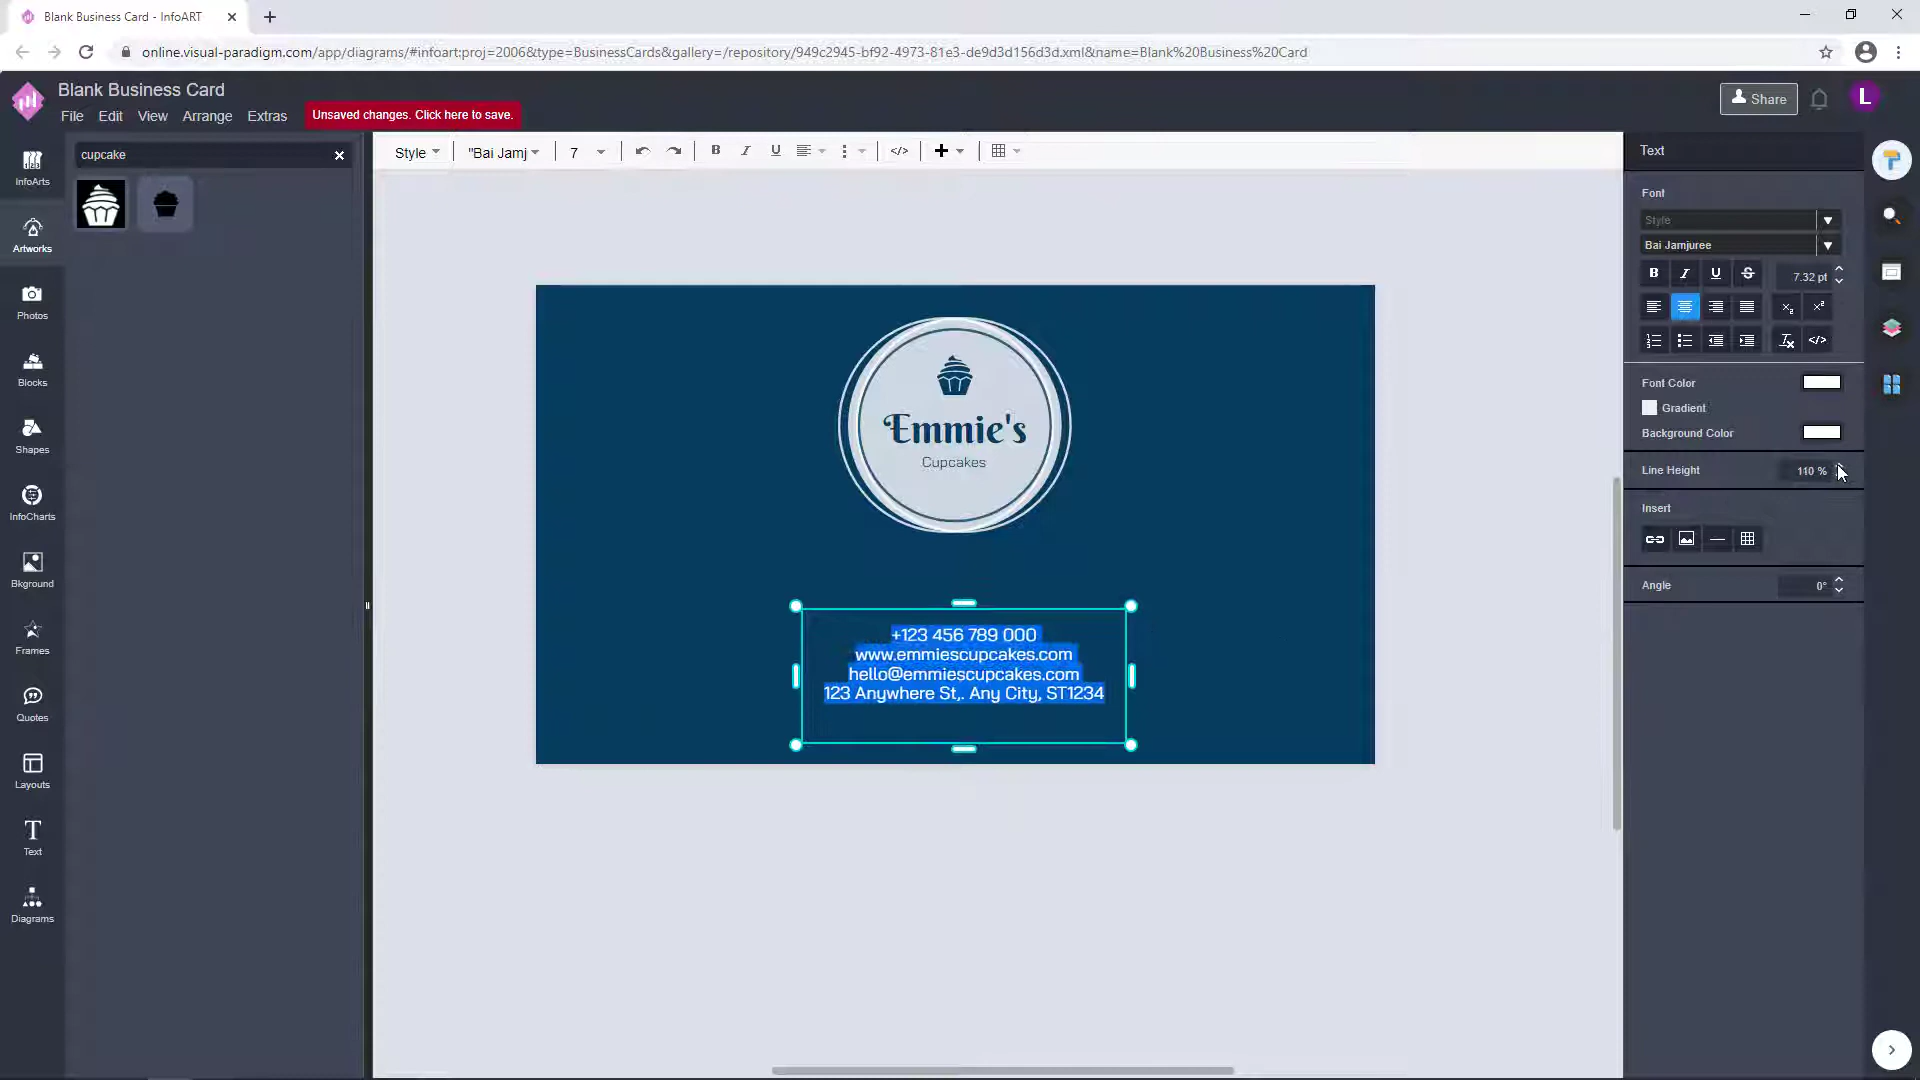 Blank Business Card - InfoART
online.visual-paradigm.com/app/diagrams/#infoart:proj=2006&type=BusinessCards&gallery=/repository/949c2945-bf92-4973-81e3-de9d3d156d3d.xml&name=Blank%20Business%20Card
Blank Business Card
File Edit View Arrange Extras
Unsaved changes. Click here to save.
Share
L
InfoArts
Artworks
Photos
Blocks
Shapes
InfoCharts
Bkground
Frames
Quotes
Layouts
Text
Diagrams
cupcake
Style "Bai Jamj 7 B I U </>
Emmie's
Cupcakes
+123 456 789 000
www.emmiescupcakes.com
hello@emmiescupcakes.com
123 Anywhere St,. Any City, ST1234
Text
Font
Style
Bai Jamjuree
B I U S 7.32 pt
Font Color
Gradient
Background Color
Line Height 110 %
Insert
Angle 0°